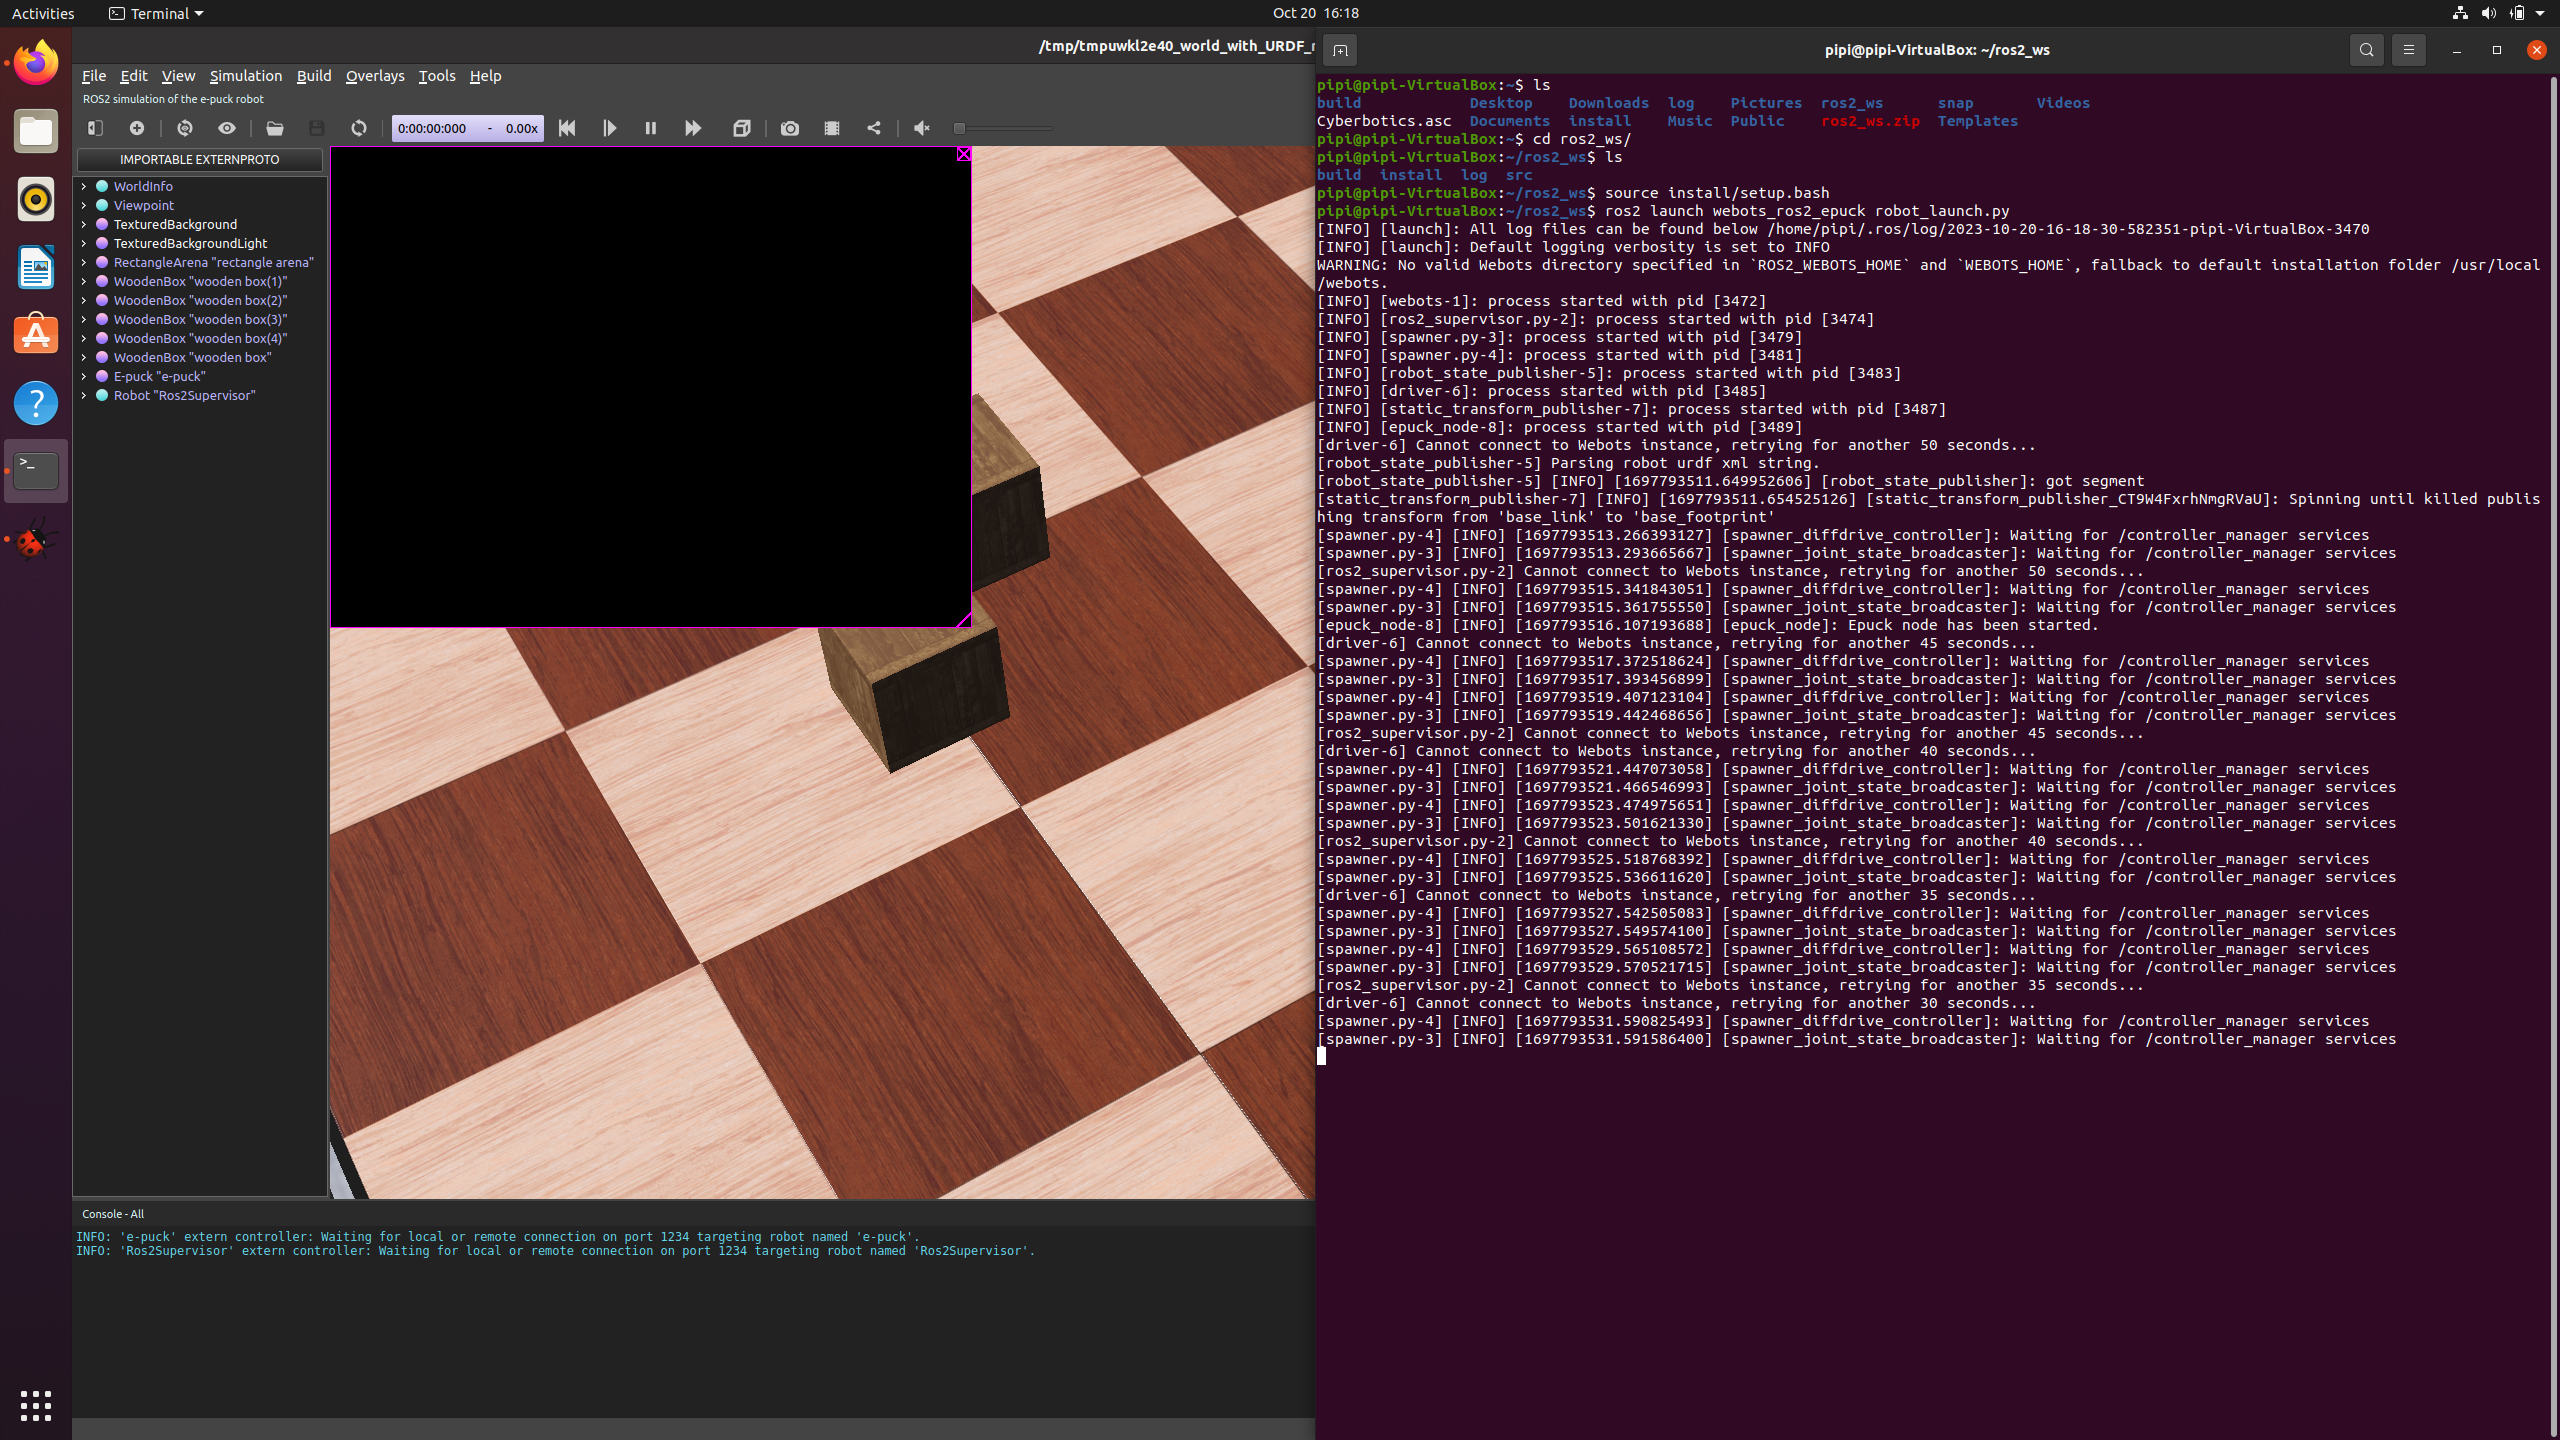 Activities
Terminal
Oct 20 16:18
/tmp/tmpuwkl2e40_world_with_URDF_r
File Edit View Simulation Build Overlays Tools Help
ROS2 simulation of the e-puck robot
0:00:00:000 - 0.00x
IMPORTABLE EXTERNPROTO
WorldInfo
Viewpoint
TexturedBackground
TexturedBackgroundLight
RectangleArena "rectangle arena"
WoodenBox "wooden box(1)"
WoodenBox "wooden box(2)"
WoodenBox "wooden box(3)"
WoodenBox "wooden box(4)"
WoodenBox "wooden box"
E-puck "e-puck"
Robot "Ros2Supervisor"
Console - All
INFO: 'e-puck' extern controller: Waiting for local or remote connection on port 1234 targeting robot named 'e-puck'.
INFO: 'Ros2Supervisor' extern controller: Waiting for local or remote connection on port 1234 targeting robot named 'Ros2Supervisor'.
pipi@pipi-VirtualBox: ~/ros2_ws
pipi@pipi-VirtualBox:~$ ls
build Desktop Downloads log Pictures ros2_ws snap Videos
Cyberbotics.asc Documents install Music Public ros2_ws.zip Templates
pipi@pipi-VirtualBox:~$ cd ros2_ws/
pipi@pipi-VirtualBox:~/ros2_ws$ ls
build install log src
pipi@pipi-VirtualBox:~/ros2_ws$ source install/setup.bash
pipi@pipi-VirtualBox:~/ros2_ws$ ros2 launch webots_ros2_epuck robot_launch.py
[INFO] [launch]: All log files can be found below /home/pipi/.ros/log/2023-10-20-16-18-30-582351-pipi-VirtualBox-3470
[INFO] [launch]: Default logging verbosity is set to INFO
WARNING: No valid Webots directory specified in `ROS2_WEBOTS_HOME` and `WEBOTS_HOME`, fallback to default installation folder /usr/local
/webots.
[INFO] [webots-1]: process started with pid [3472]
[INFO] [ros2_supervisor.py-2]: process started with pid [3474]
[INFO] [spawner.py-3]: process started with pid [3479]
[INFO] [spawner.py-4]: process started with pid [3481]
[INFO] [robot_state_publisher-5]: process started with pid [3483]
[INFO] [driver-6]: process started with pid [3485]
[INFO] [static_transform_publisher-7]: process started with pid [3487]
[INFO] [epuck_node-8]: process started with pid [3489]
[driver-6] Cannot connect to Webots instance, retrying for another 50 seconds...
[robot_state_publisher-5] Parsing robot urdf xml string.
[robot_state_publisher-5] [INFO] [1697793511.649952606] [robot_state_publisher]: got segment
[static_transform_publisher-7] [INFO] [1697793511.654525126] [static_transform_publisher_CT9W4FxrhNmgRVaU]: Spinning until killed publis
hing transform from 'base_link' to 'base_footprint'
[spawner.py-4] [INFO] [1697793513.266393127] [spawner_diffdrive_controller]: Waiting for /controller_manager services
[spawner.py-3] [INFO] [1697793513.293665667] [spawner_joint_state_broadcaster]: Waiting for /controller_manager services
[ros2_supervisor.py-2] Cannot connect to Webots instance, retrying for another 50 seconds...
[spawner.py-4] [INFO] [1697793515.341843051] [spawner_diffdrive_controller]: Waiting for /controller_manager services
[spawner.py-3] [INFO] [1697793515.361755550] [spawner_joint_state_broadcaster]: Waiting for /controller_manager services
[epuck_node-8] [INFO] [1697793516.107193688] [epuck_node]: Epuck node has been started.
[driver-6] Cannot connect to Webots instance, retrying for another 45 seconds...
[spawner.py-4] [INFO] [1697793517.372518624] [spawner_diffdrive_controller]: Waiting for /controller_manager services
[spawner.py-3] [INFO] [1697793517.393456899] [spawner_joint_state_broadcaster]: Waiting for /controller_manager services
[spawner.py-4] [INFO] [1697793519.407123104] [spawner_diffdrive_controller]: Waiting for /controller_manager services
[spawner.py-3] [INFO] [1697793519.442468656] [spawner_joint_state_broadcaster]: Waiting for /controller_manager services
[ros2_supervisor.py-2] Cannot connect to Webots instance, retrying for another 45 seconds...
[driver-6] Cannot connect to Webots instance, retrying for another 40 seconds...
[spawner.py-4] [INFO] [1697793521.447073058] [spawner_diffdrive_controller]: Waiting for /controller_manager services
[spawner.py-3] [INFO] [1697793521.466546993] [spawner_joint_state_broadcaster]: Waiting for /controller_manager services
[spawner.py-4] [INFO] [1697793523.474975651] [spawner_diffdrive_controller]: Waiting for /controller_manager services
[spawner.py-3] [INFO] [1697793523.501621330] [spawner_joint_state_broadcaster]: Waiting for /controller_manager services
[ros2_supervisor.py-2] Cannot connect to Webots instance, retrying for another 40 seconds...
[spawner.py-4] [INFO] [1697793525.518768392] [spawner_diffdrive_controller]: Waiting for /controller_manager services
[spawner.py-3] [INFO] [1697793525.536611620] [spawner_joint_state_broadcaster]: Waiting for /controller_manager services
[driver-6] Cannot connect to Webots instance, retrying for another 35 seconds...
[spawner.py-4] [INFO] [1697793527.542505083] [spawner_diffdrive_controller]: Waiting for /controller_manager services
[spawner.py-3] [INFO] [1697793527.549574100] [spawner_joint_state_broadcaster]: Waiting for /controller_manager services
[spawner.py-4] [INFO] [1697793529.565108572] [spawner_diffdrive_controller]: Waiting for /controller_manager services
[spawner.py-3] [INFO] [1697793529.570521715] [spawner_joint_state_broadcaster]: Waiting for /controller_manager services
[ros2_supervisor.py-2] Cannot connect to Webots instance, retrying for another 35 seconds...
[driver-6] Cannot connect to Webots instance, retrying for another 30 seconds...
[spawner.py-4] [INFO] [1697793531.590825493] [spawner_diffdrive_controller]: Waiting for /controller_manager services
[spawner.py-3] [INFO] [1697793531.591586400] [spawner_joint_state_broadcaster]: Waiting for /controller_manager services